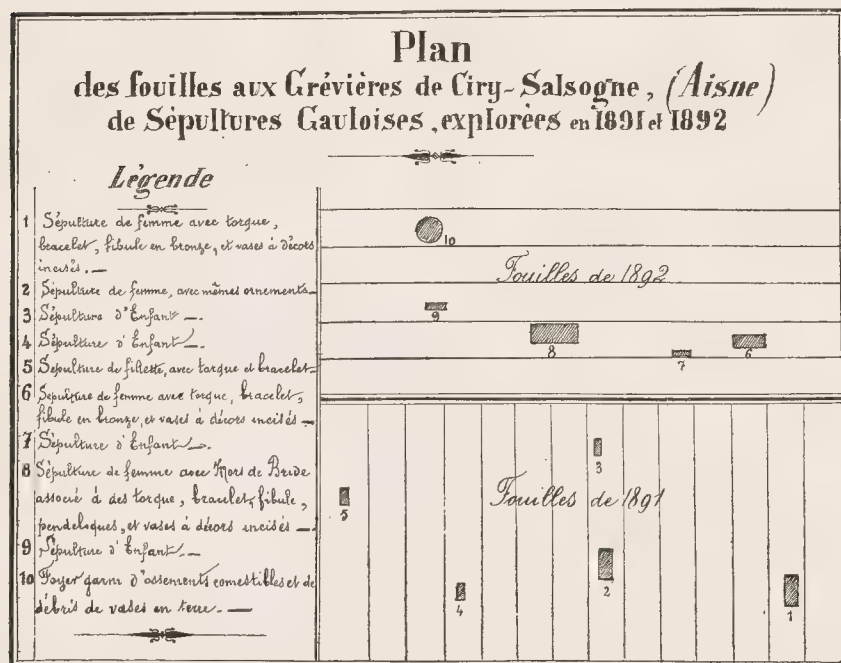 Plan
des fouilles aux Grévières de Ciry-Salsogne, (Aisne)
de Sépultures Gauloises, explorées en 1891 et 1892
Légende
1 Sépulture de femme avec torque,
bracelet, fibule en bronze, et vases à décors
incisés. —
2 Sépulture de femme, avec mêmes ornements —
3 Sépulture d'Enfant —.
4 Sépulture d'Enfant —.
5 Sépulture de fillette, avec torque et bracelet —
6 Sépulture de femme avec torque, bracelet,
fibule en bronze, et vases à décors incisés —
7 Sépulture d'Enfant —.
8 Sépulture de femme avec Mors de Bride
associé à des torque, bracelet, fibule,
pendeloques, et vases à décors incisés —
9 Sépulture d'Enfant. —
10 Foyer garni d'ossements comestibles et de
débris de vases en terre. —
10
Fouilles de 1892
9
8
7
6
3
Fouilles de 1891
5
4
2
1